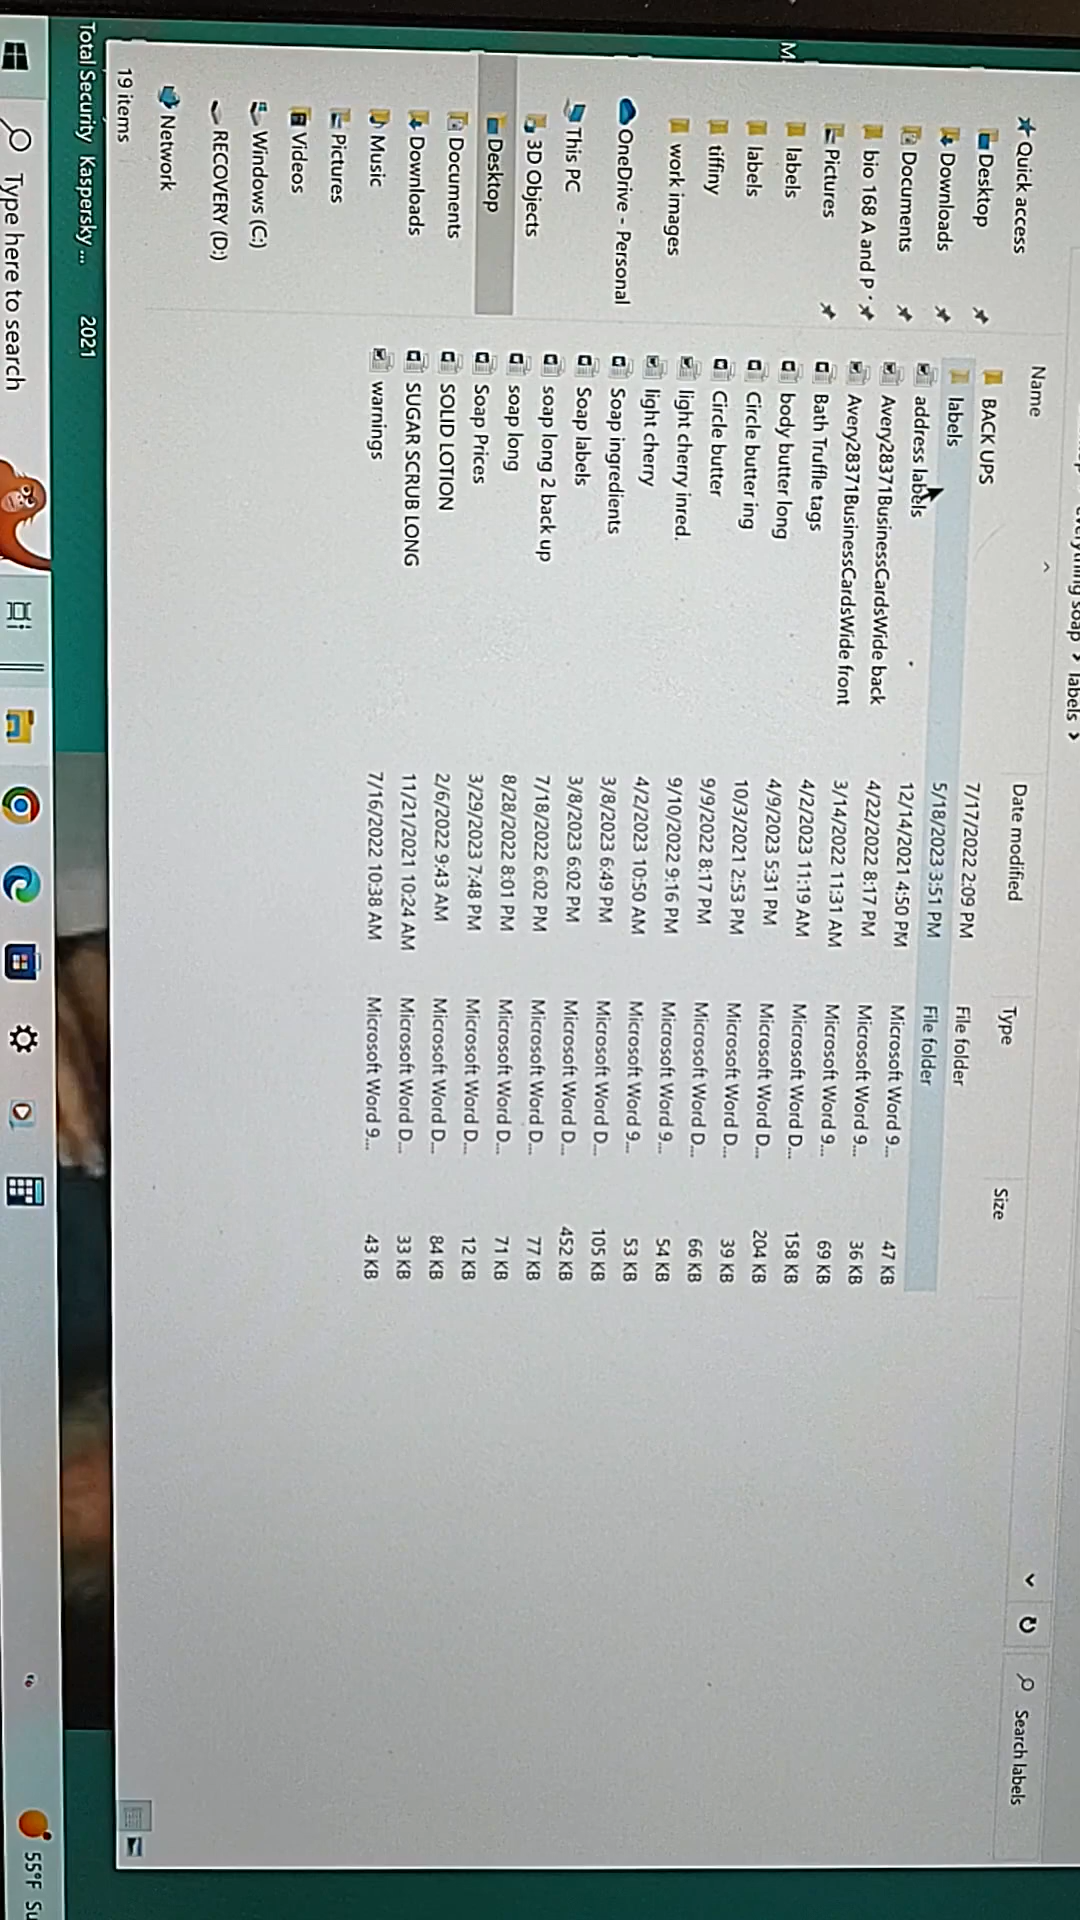 everything soap > labels >
Search labels
Quick access
Desktop
Downloads
Documents
bio 168 A and P
Pictures
labels
labels
tiffiny
work images
OneDrive - Personal
This PC
3D Objects
Desktop
Documents
Downloads
Music
Pictures
Videos
Windows (C:)
RECOVERY (D:)
Network
19 items
Name Date modified Type Size
BACK UPS 7/17/2022 2:09 PM File folder
labels 5/18/2023 3:51 PM File folder
address labels 12/14/2021 4:50 PM Microsoft Word 9... 47 KB
Avery28371BusinessCardsWide back 4/22/2022 8:17 PM Microsoft Word 9... 36 KB
Avery28371BusinessCardsWide front 3/14/2022 11:31 AM Microsoft Word 9... 69 KB
Bath Truffle tags 4/2/2023 11:19 AM Microsoft Word D... 158 KB
body butter long 4/9/2023 5:31 PM Microsoft Word D... 204 KB
Circle butter ing 10/3/2021 2:53 PM Microsoft Word D... 39 KB
Circle butter 9/9/2022 8:17 PM Microsoft Word D... 66 KB
light cherry inred. 9/10/2022 9:16 PM Microsoft Word 9... 54 KB
light cherry 4/2/2023 10:50 AM Microsoft Word 9... 53 KB
Soap ingredients 3/8/2023 6:49 PM Microsoft Word D... 105 KB
Soap labels 3/8/2023 6:02 PM Microsoft Word D... 452 KB
soap long 2 back up 7/18/2022 6:02 PM Microsoft Word D... 77 KB
soap long 8/28/2022 8:01 PM Microsoft Word D... 71 KB
Soap Prices 3/29/2023 7:48 PM Microsoft Word D... 12 KB
SOLID LOTION 2/6/2022 9:43 AM Microsoft Word D... 84 KB
SUGAR SCRUB LONG 11/21/2021 10:24 AM Microsoft Word D... 33 KB
warnings 7/16/2022 10:38 AM Microsoft Word 9... 43 KB
Total Security Kaspersky ... 2021
Type here to search
55°F Su